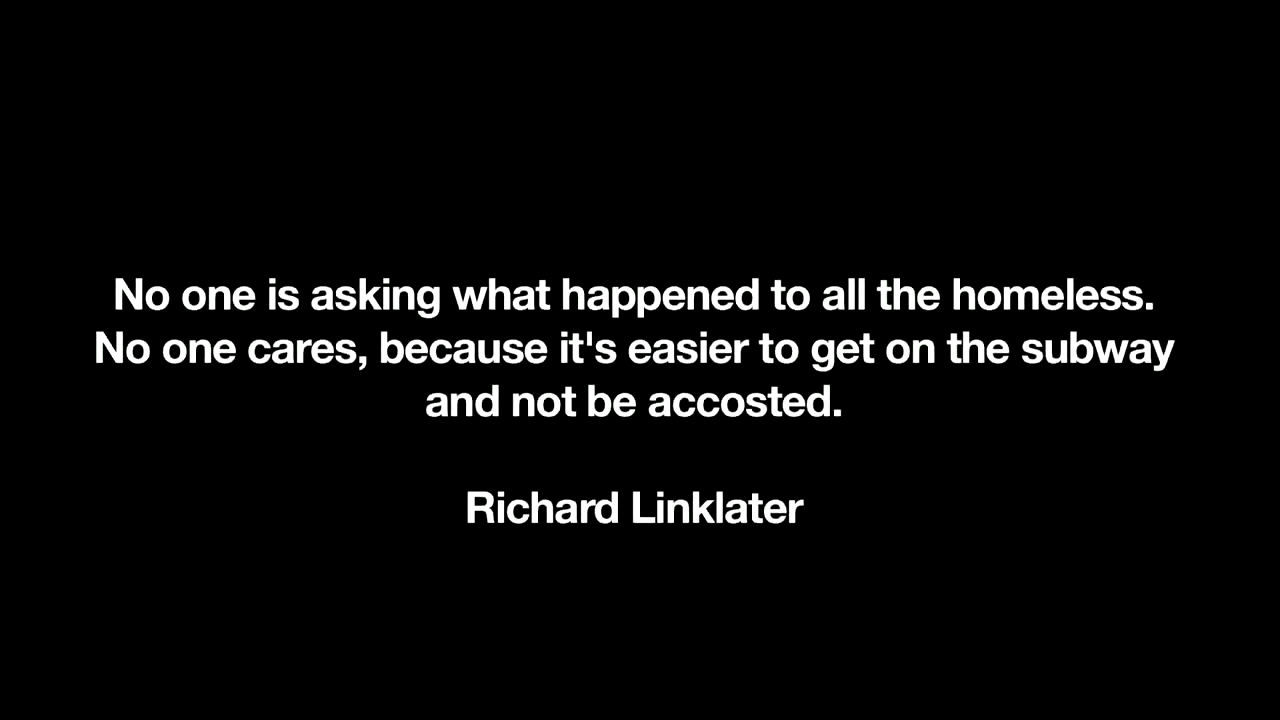 No one is asking what happened to all the homeless.
No one cares, because it's easier to get on the subway
and not be accosted.
Richard Linklater